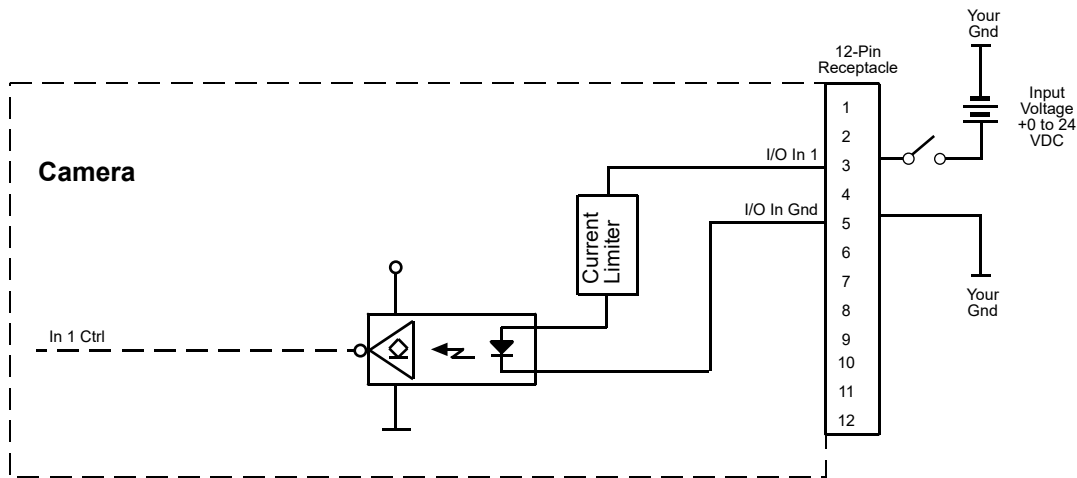 Your
Gnd
12-Pin
Receptacle
Input
Voltage
+0 to 24
VDC
Camera
I/O In 1
I/O In Gnd
Current
Limiter
In 1 Ctrl
1
2
3
4
5
6
7
8
9
10
11
12
Your
Gnd